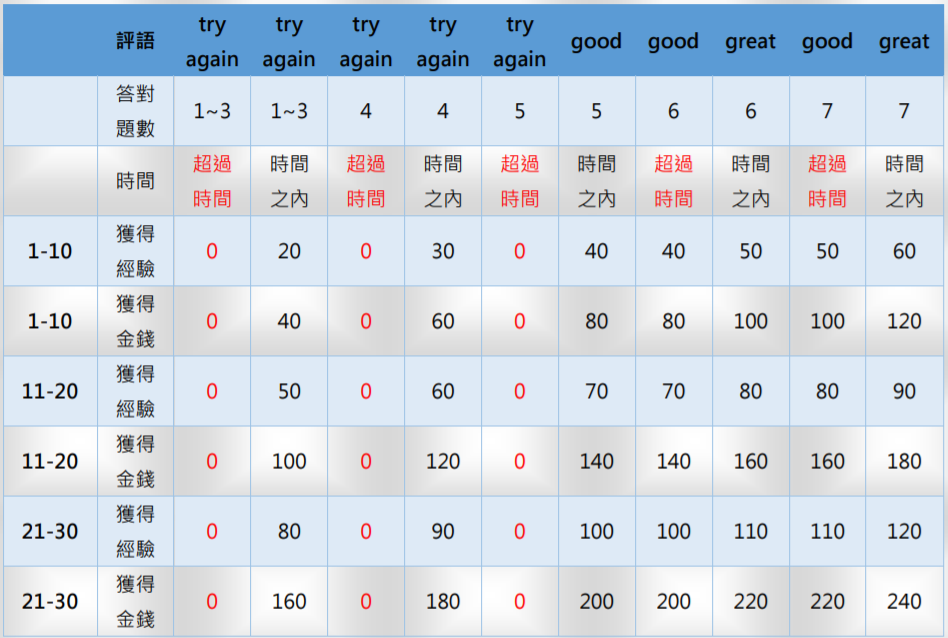 評語 try again try again try again try again try again good good great good great
答對題數 1~3 1~3 4 4 5 5 6 6 7 7
時間 超過時間 時間之內 超過時間 時間之內 超過時間 時間之內 超過時間 時間之內 超過時間 時間之內
1-10 獲得經驗 0 20 0 30 0 40 40 50 50 60
1-10 獲得金錢 0 40 0 60 0 80 80 100 100 120
11-20 獲得經驗 0 50 0 60 0 70 70 80 80 90
11-20 獲得金錢 0 100 0 120 0 140 140 160 160 180
21-30 獲得經驗 0 80 0 90 0 100 100 110 110 120
21-30 獲得金錢 0 160 0 180 0 200 200 220 220 240